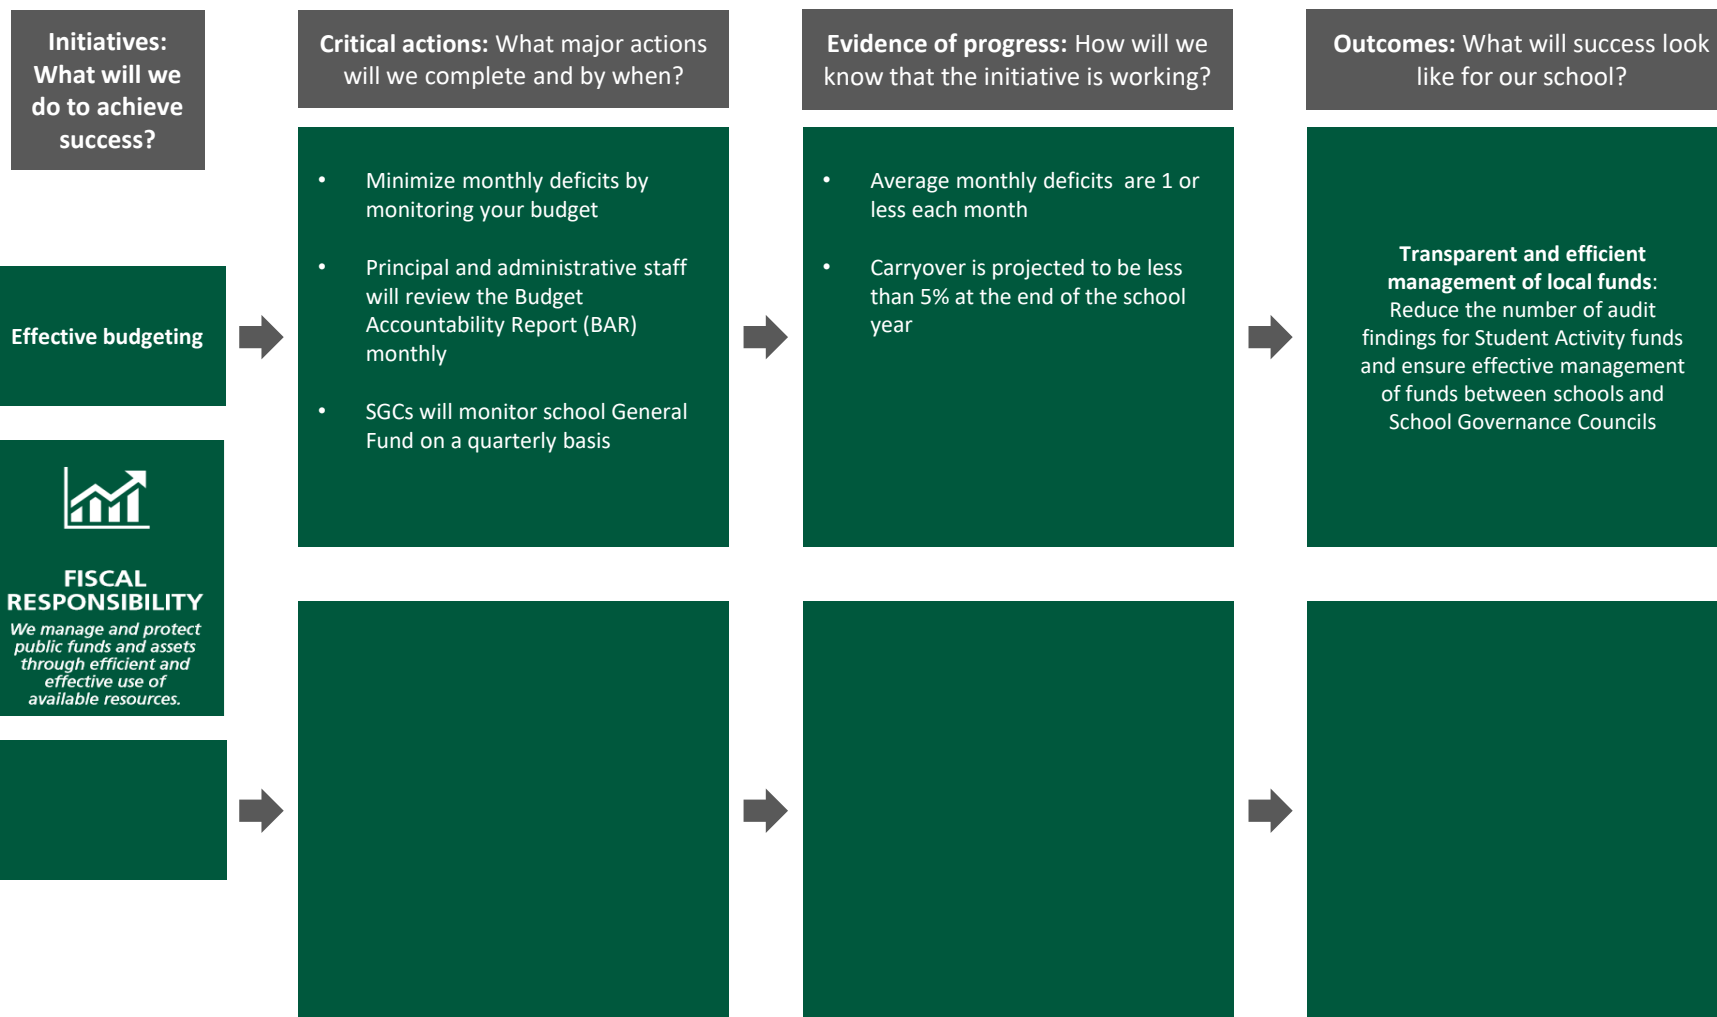 Initiatives:
What will we
do to achieve
success?
Critical actions: What major actions
will we complete and by when?
Evidence of progress: How will we
know that the initiative is working?
Outcomes: What will success look
like for our school?
Effective budgeting
• Minimize monthly deficits by
monitoring your budget
• Principal and administrative staff
will review the Budget
Accountability Report (BAR)
monthly
• SGCs will monitor school General
Fund on a quarterly basis
• Average monthly deficits are 1 or
less each month
• Carryover is projected to be less
than 5% at the end of the school
year
Transparent and efficient
management of local funds:
Reduce the number of audit
findings for Student Activity funds
and ensure effective management
of funds between schools and
School Governance Councils
FISCAL
RESPONSIBILITY
We manage and protect
public funds and assets
through efficient and
effective use of
available resources.